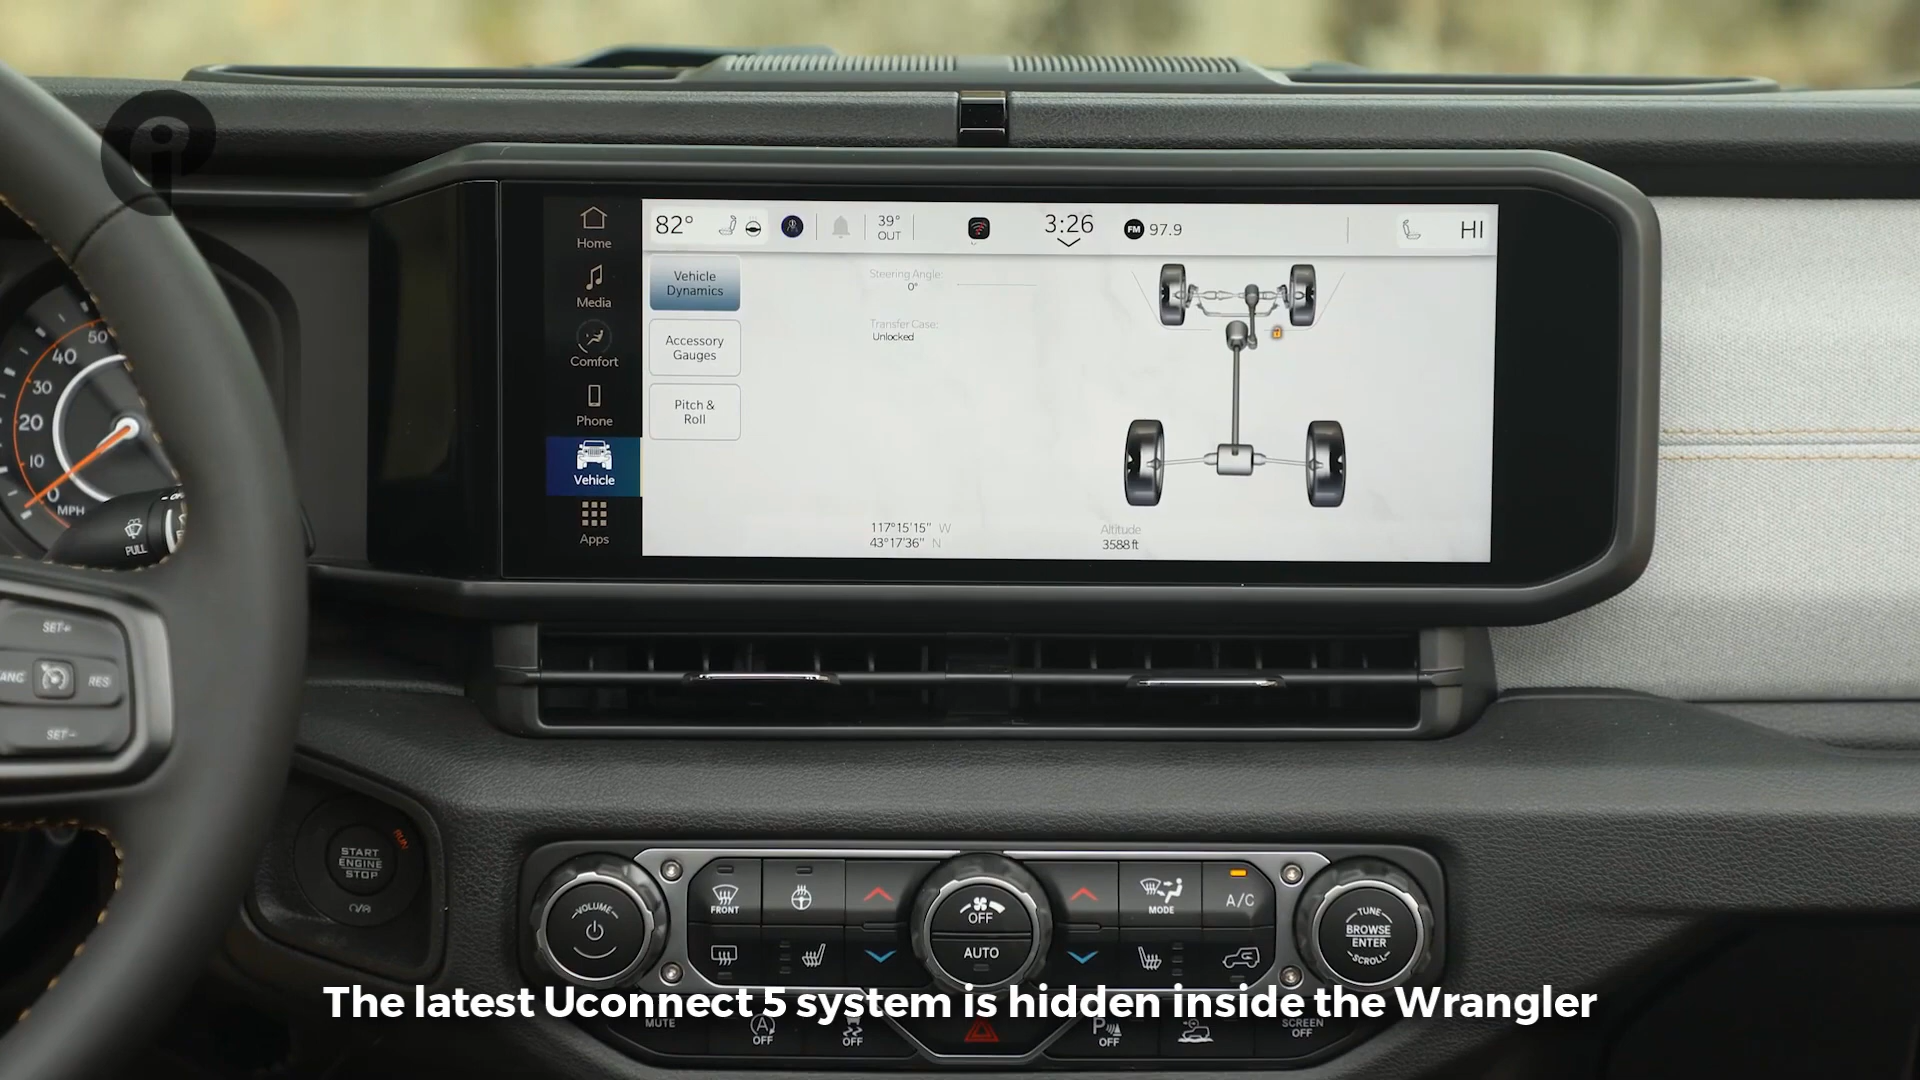 Home
Media
Comfort
Phone
Vehicle
Apps
82°
39°
OUT
3:26
FM 97.9
HI
Vehicle
Dynamics
Accessory
Gauges
Pitch &
Roll
Steering Angle:
0°
Transfer Case:
Unlocked
117°15'15" W
43°17'36" N
Altitude
3588 ft
50
40
30
20
10
0
MPH
PULL
SET+
RES
SET-
START
ENGINE
STOP
RUN
VOLUME
FRONT
OFF
AUTO
MODE
A/C
TUNE
BROWSE
ENTER
SCROLL
The latest Uconnect 5 system is hidden inside the Wrangler
MUTE
A
OFF
OFF
P
OFF
SCREEN
OFF